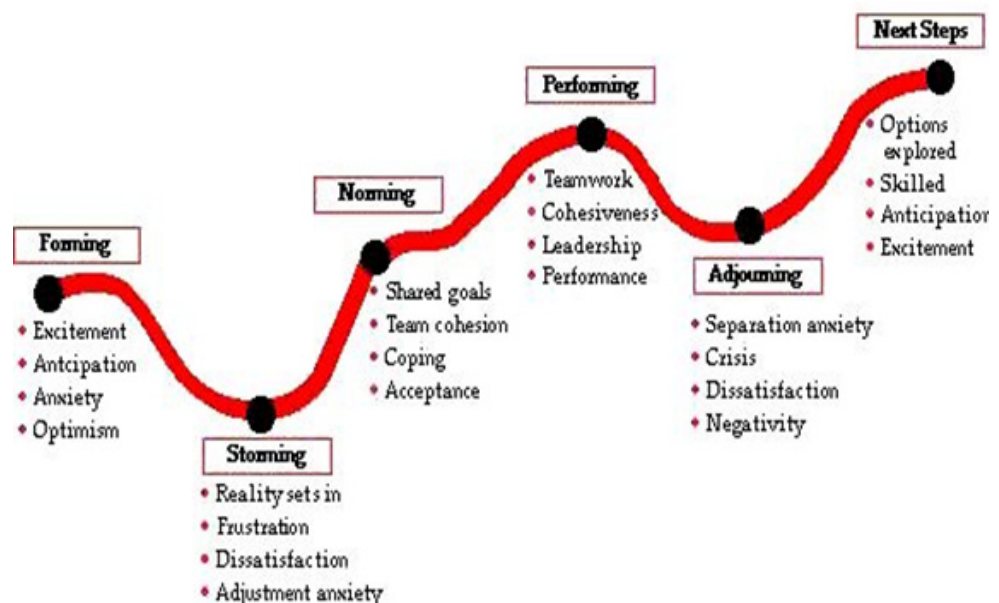 Forming
Excitement
Antcipation
Anxiety
Optimism
Storming
Reality sets in
Frustration
Dissatisfaction
Adjustment anxiety
Norming
Shared goals
Team cohesion
Coping
Acceptance
Performing
Teamwork
Cohesiveness
Leadership
Performance
Adjourning
Separation anxiety
Crisis
Dissatisfaction
Negativity
Next Steps
Options
explored
Skilled
Anticipation
Excitement